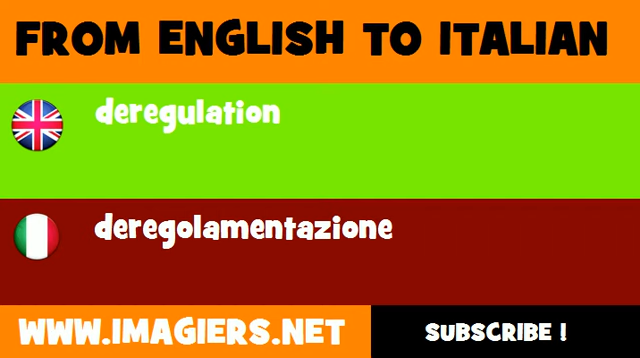 FROM ENGLISH TO ITALIAN
deregulation
deregolamentazione
WWW.IMAGIERS.NET
SUBSCRIBE !